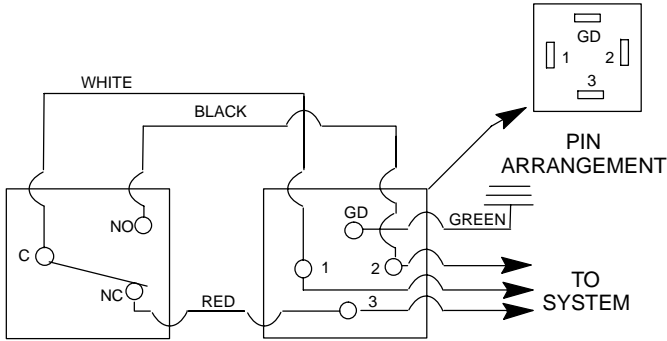 GD
1
2
3
WHITE
BLACK
PIN
ARRANGEMENT
NO
GD
GREEN
C
1
2
TO
SYSTEM
NC
RED
3